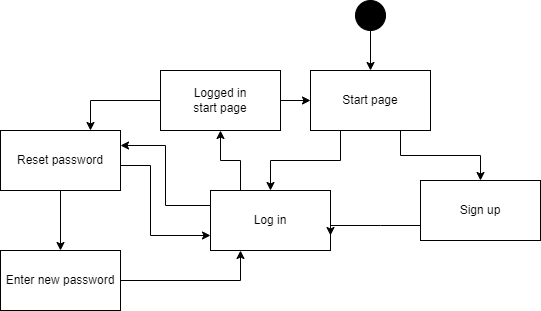 Logged in
start page
Start page
Reset password
Log in
Sign up
Enter new password